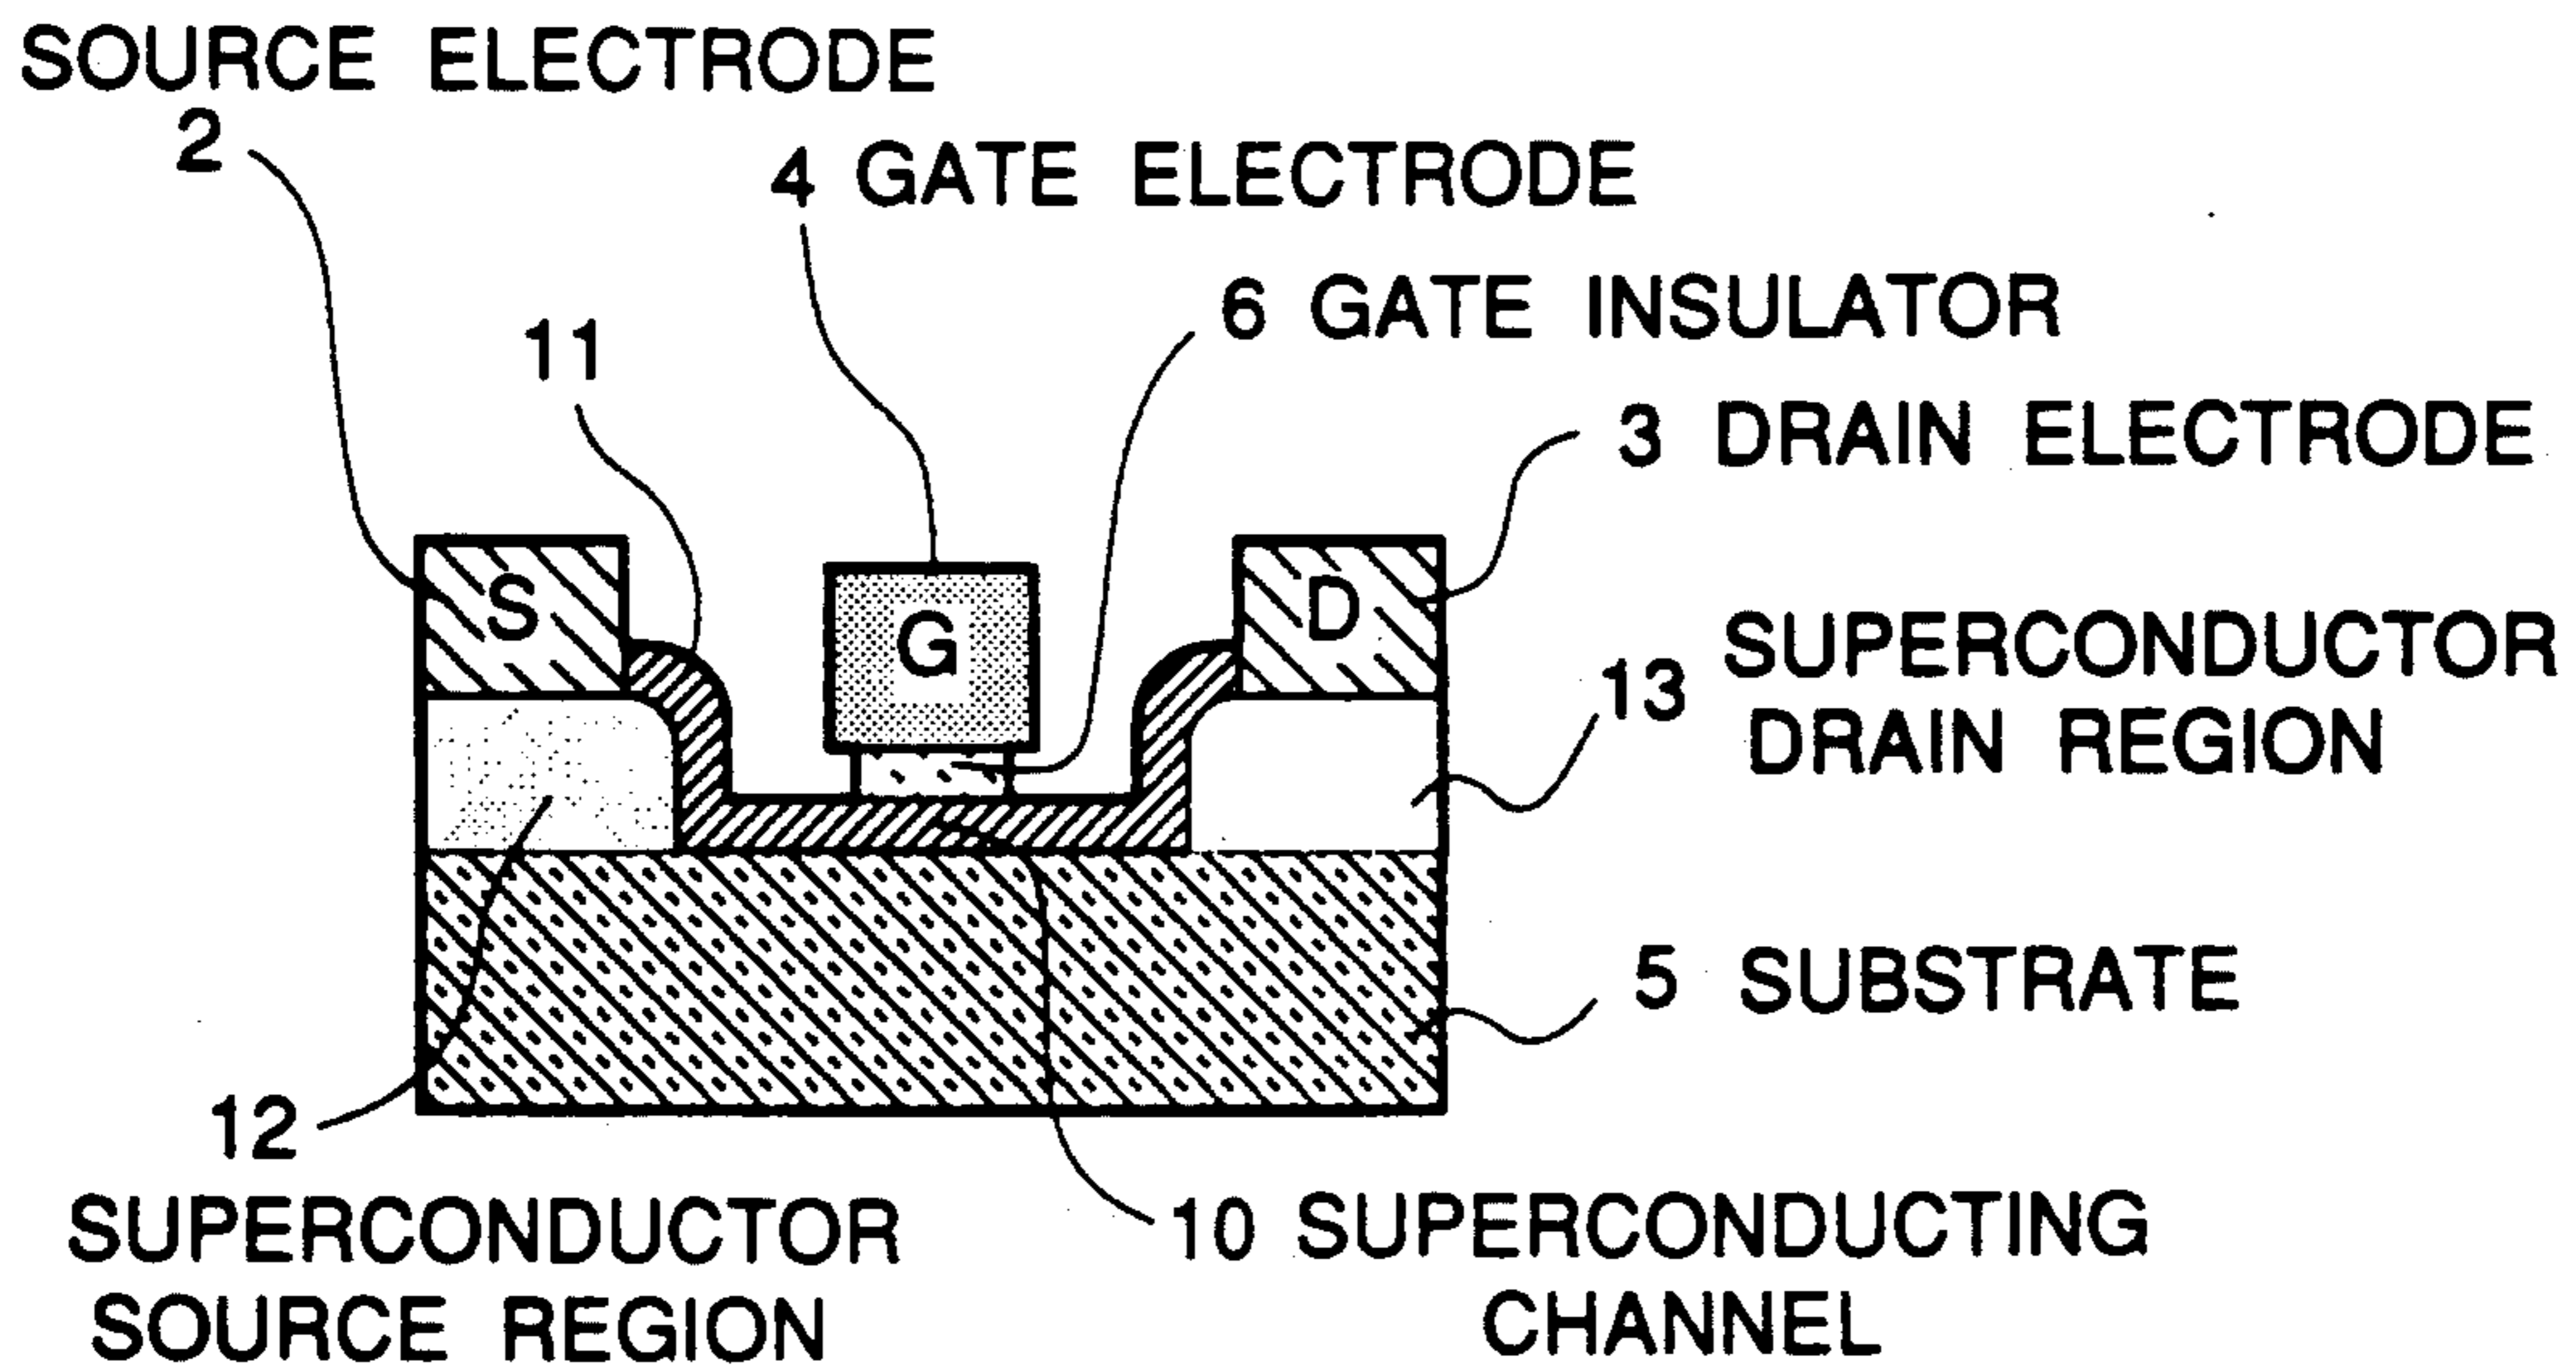 SOURCE ELECTRODE
2
4 GATE ELECTRODE
6 GATE INSULATOR
11
3 DRAIN ELECTRODE
S
G
D
13 SUPERCONDUCTOR
DRAIN REGION
5 SUBSTRATE
12
SUPERCONDUCTOR
SOURCE REGION
10 SUPERCONDUCTING
CHANNEL